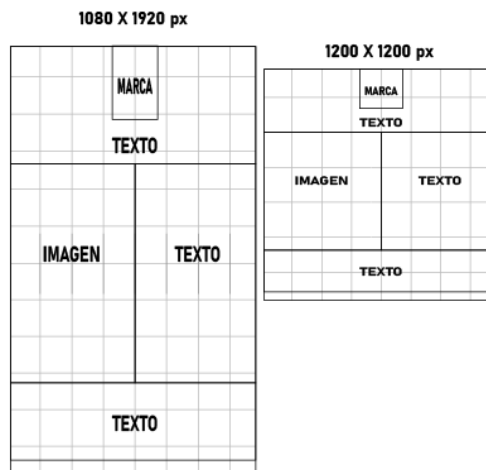 1080 X 1920 px
MARCA
TEXTO
IMAGEN
TEXTO
TEXTO
1200 X 1200 px
MARCA
TEXTO
IMAGEN
TEXTO
TEXTO